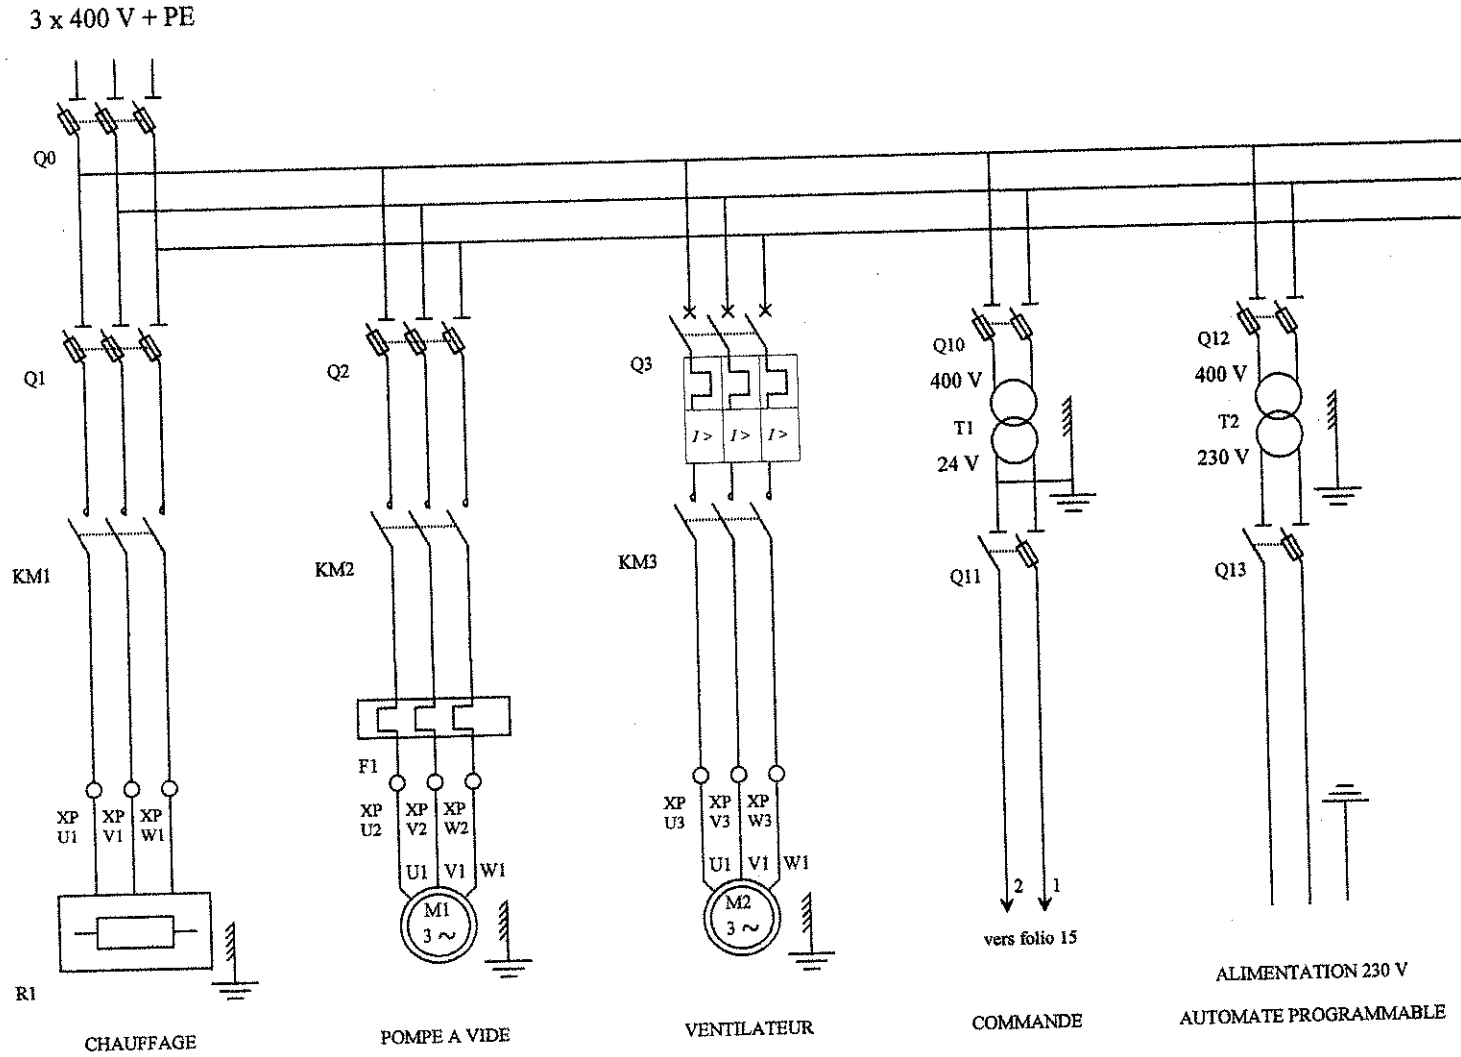 3 x 400 V + PE
Q0
Q1
Q2
Q3
I > I > I >
Q10
400 V
T1
24 V
Q12
400 V
T2
230 V
KM1
KM2
KM3
Q11
Q13
F1
XP XP XP
U1 V1 W1
XP XP XP
U2 V2 W2
XP XP XP
U3 V3 W3
U1 V1 W1
M1
3 ~
U1 V1 W1
M2
3 ~
2 1
vers folio 15
R1
CHAUFFAGE
POMPE A VIDE
VENTILATEUR
COMMANDE
ALIMENTATION 230 V
AUTOMATE PROGRAMMABLE